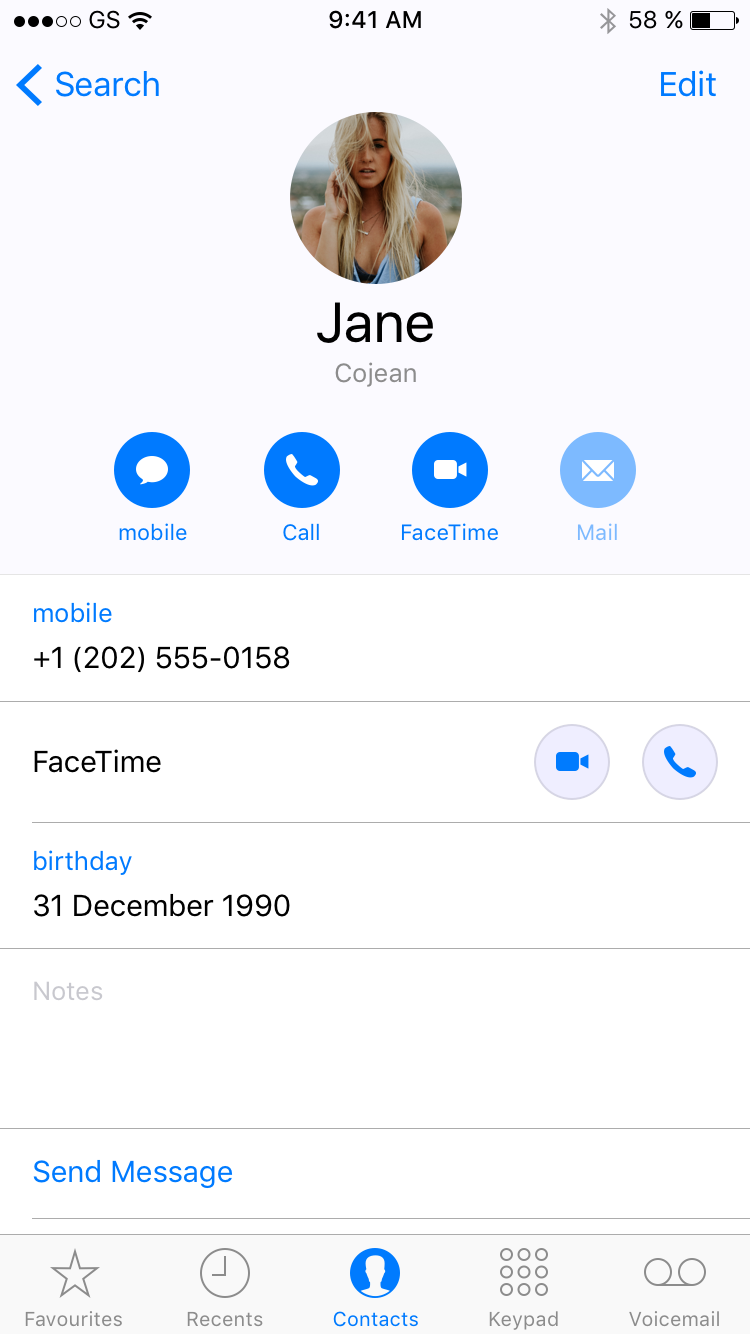 GS 9:41 AM 58 %
Search Edit
Jane
Cojean
mobile Call FaceTime Mail
mobile
+1 (202) 555-0158
FaceTime
birthday
31 December 1990
Notes
Send Message
Favourites Recents Contacts Keypad Voicemail